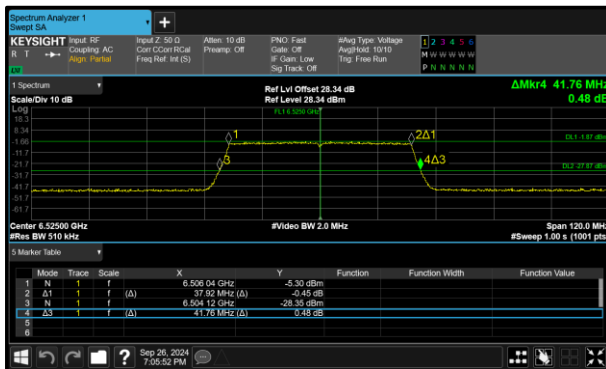 Spectrum Analyzer 1
Swept SA
KEYSIGHT Input: RF Input Z: 50 Ω Atten: 10 dB PNO: Fast #Avg Type: Voltage 1 2 3 4 5 6
R T Coupling: AC Corr CCorr RCal Preamp: Off Gate: Off Avg|Hold: 10/10 M W W W W W
Align: Partial Freq Ref: Int (S) IF Gain: Low Trig: Free Run P N N N N N
Sig Track: Off
1 Spectrum Ref Lvl Offset 28.34 dB ΔMkr4 41.76 MHz
Scale/Div 10 dB Ref Level 28.34 dBm 0.48 dB
Log
18.3
8.34
-1.66
-11.7
-21.7
-31.7
-41.7
-51.7
-61.7
1
2Δ1
3
4Δ3
DL1 -1.87 dBm
DL2 -27.87 dBm
Center 6.52500 GHz #Video BW 2.0 MHz Span 120.0 MHz
#Res BW 510 kHz #Sweep 1.00 s (1001 pts
5 Marker Table
Mode Trace Scale X Y Function Function Width Function Value
1 N 1 f 6.506 04 GHz -5.30 dBm
2 Δ1 1 f (Δ) 37.92 MHz (Δ) -0.45 dB
3 N 1 f 6.504 12 GHz -28.35 dBm
4 Δ3 1 f (Δ) 41.76 MHz (Δ) 0.48 dB
5
6
? Sep 26, 2024
7:05:52 PM